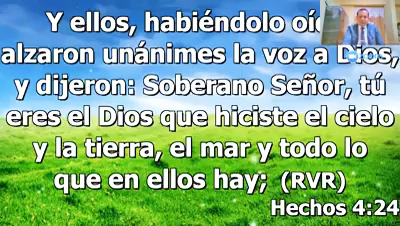 Y ellos, habiéndolo
alzaron unánimes la voz a Dios,
y dijeron: Soberano Señor, tú
eres el Dios que hiciste el cielo
y la tierra, el mar y todo lo
que en ellos hay; (RVR)
Hechos 4:24